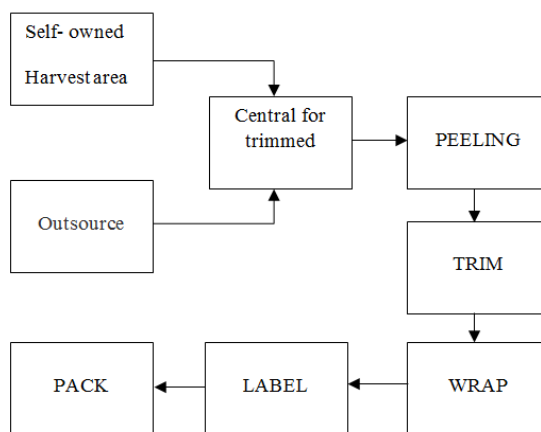 Self- owned
Harvest area
Central for
trimmed
PEELING
Outsource
TRIM
PACK
LABEL
WRAP